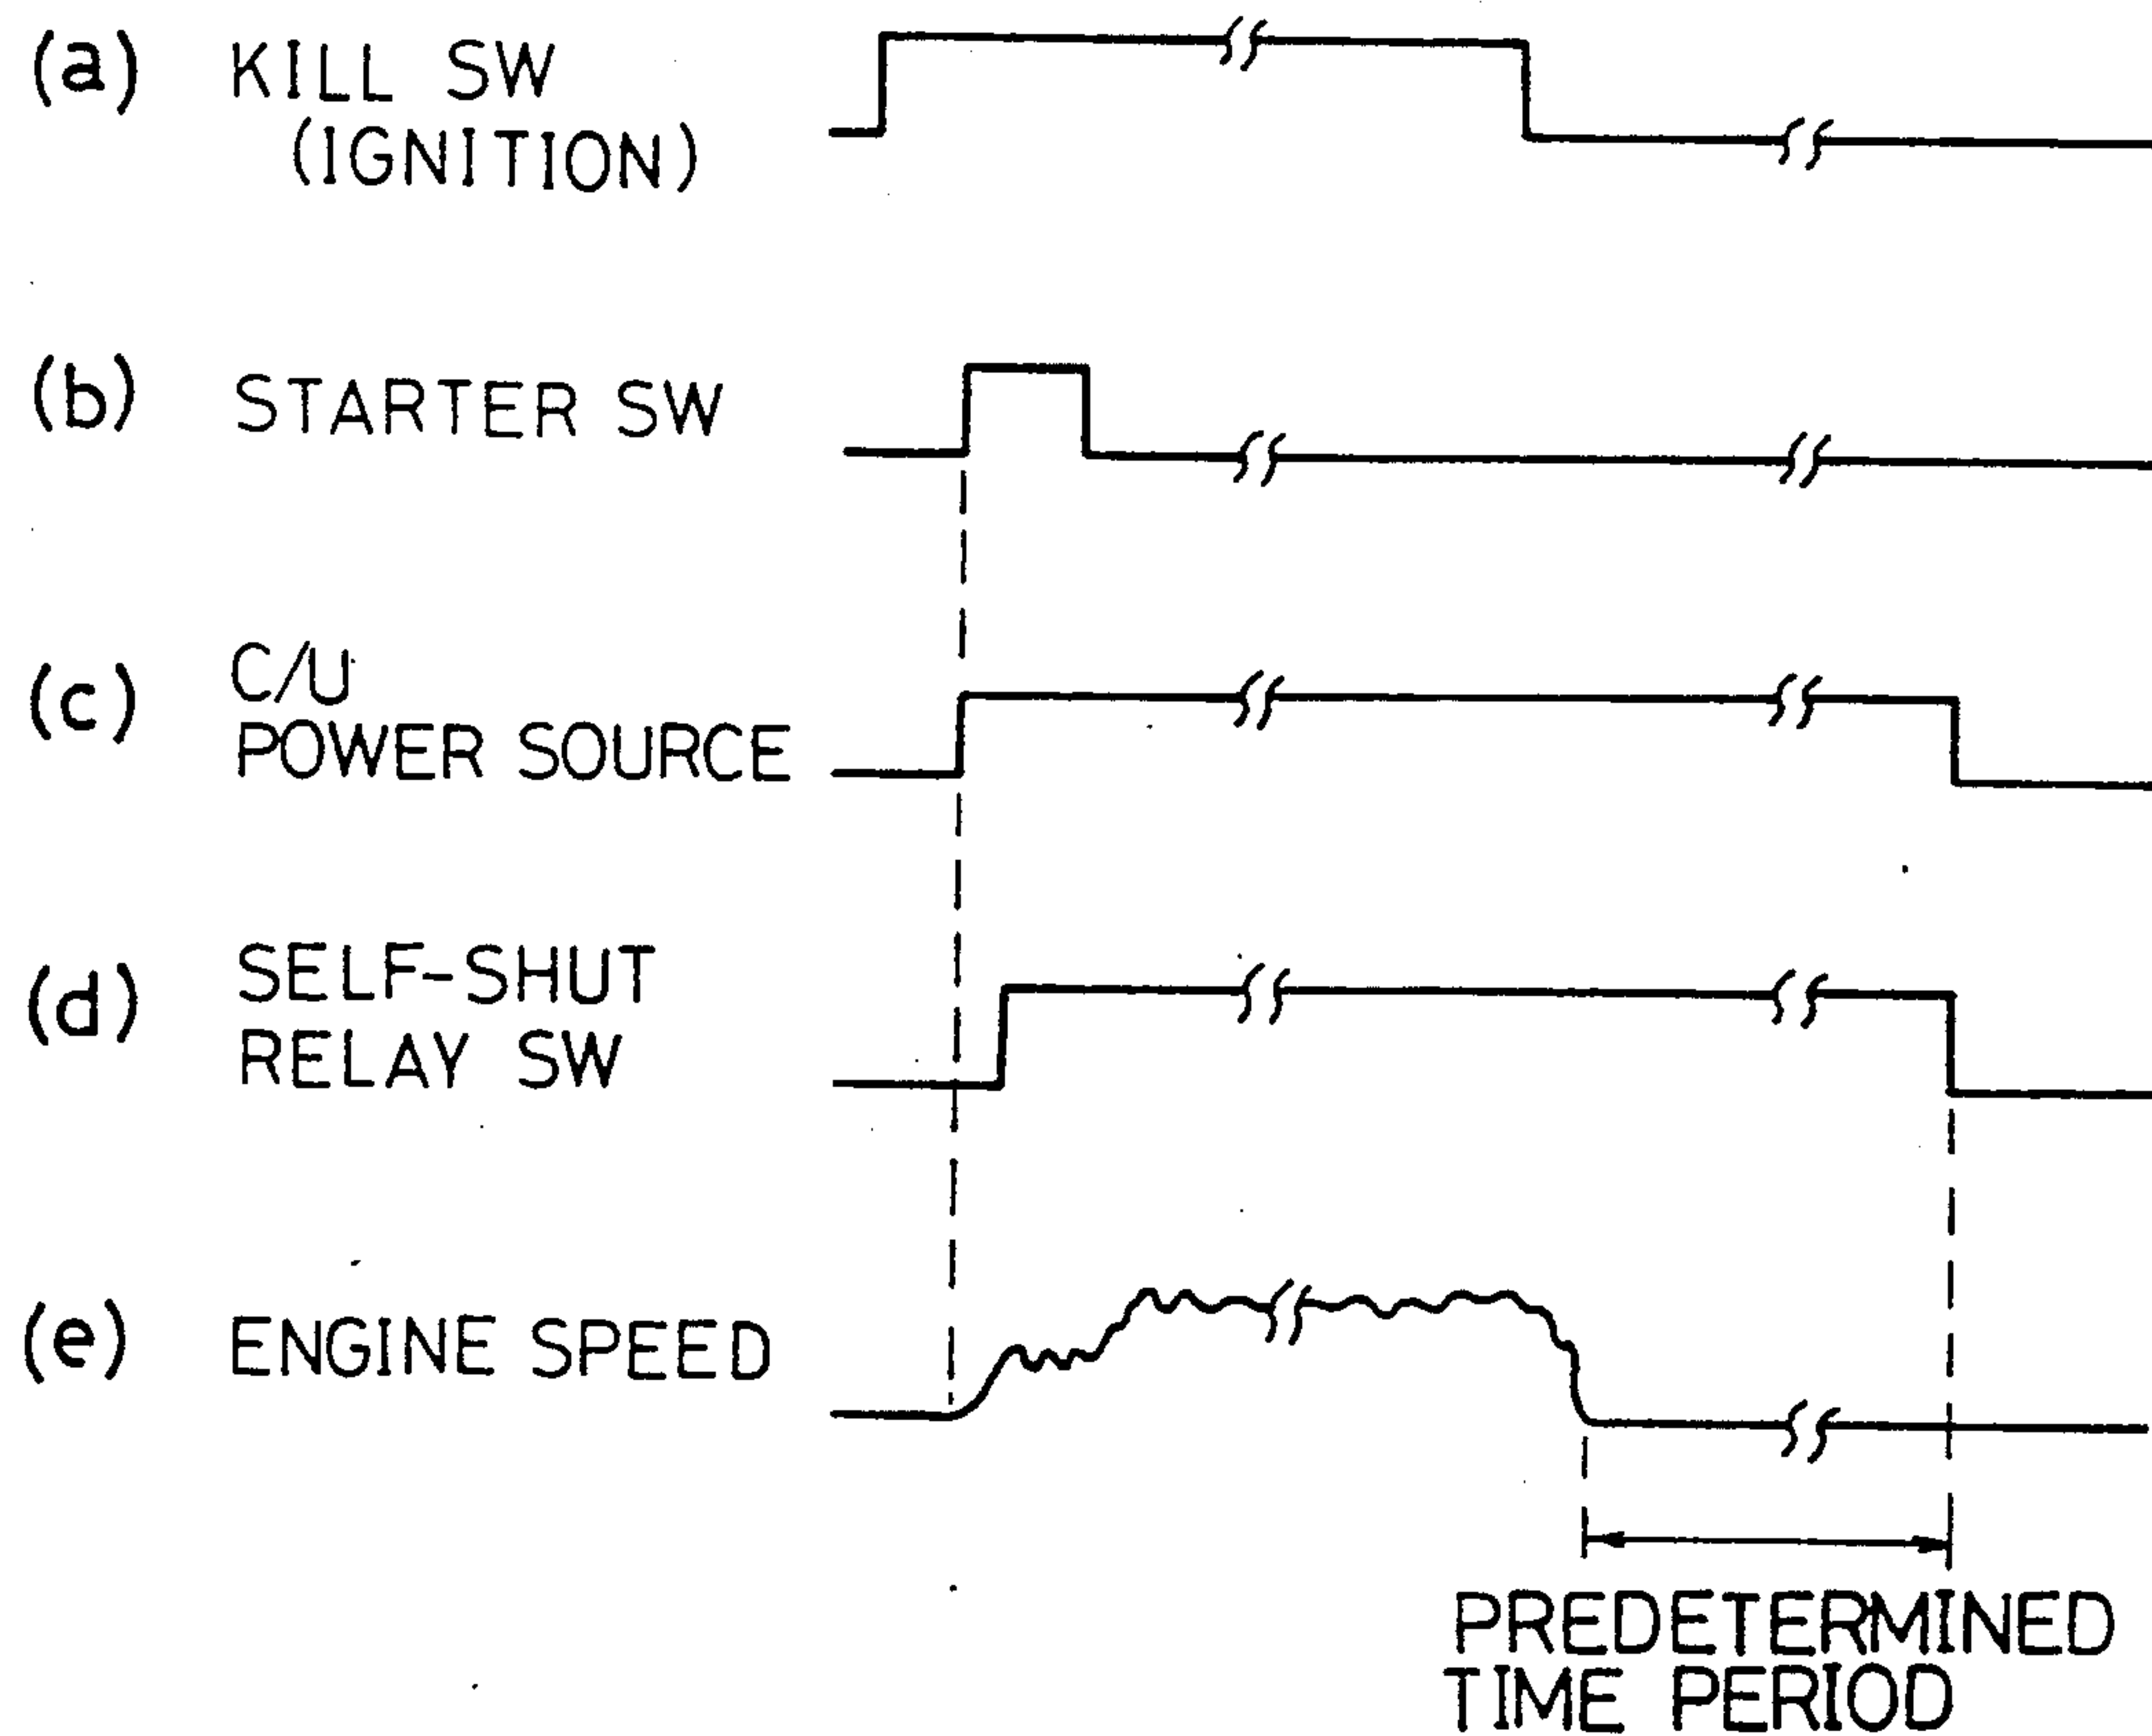 (a) KILL SW
(IGNITION)
(b) STARTER SW
(c) C/U
POWER SOURCE
(d) SELF-SHUT
RELAY SW
(e) ENGINE SPEED
PREDETERMINED
TIME PERIOD